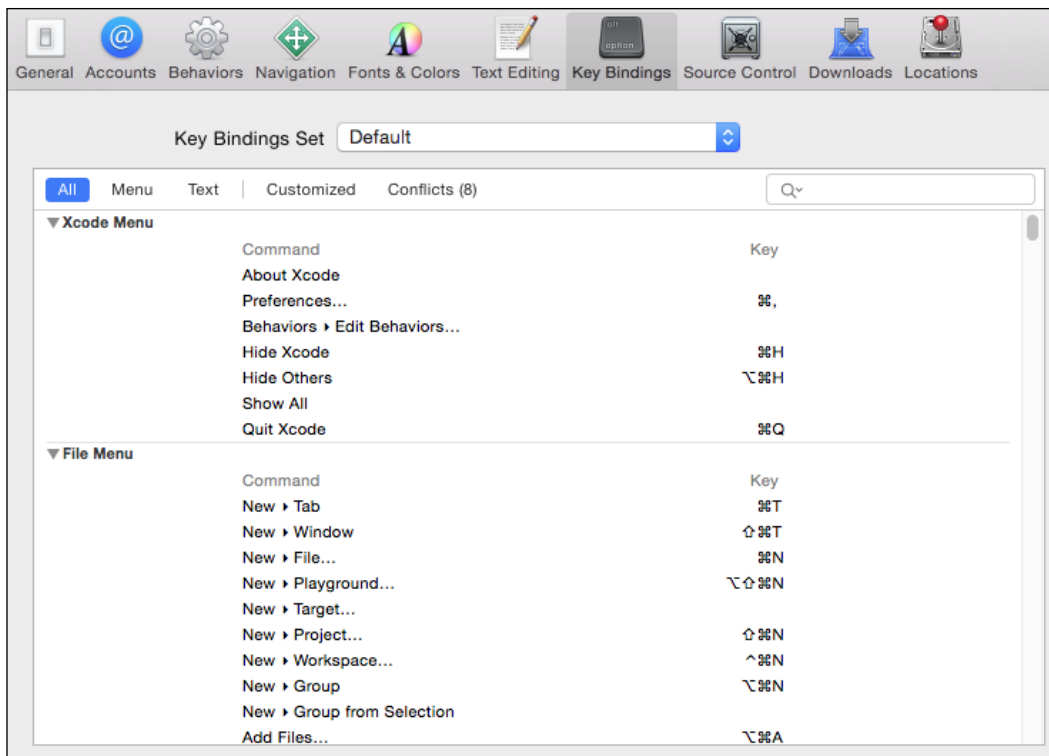 @
A
alt
option
General Accounts Behaviors Navigation Fonts & Colors Text Editing Key Bindings Source Control Downloads Locations
Key Bindings Set Default
All Menu Text Customized Conflicts (8)
▼Xcode Menu
Command Key
About Xcode
Preferences... ⌘,
Behaviors ▸ Edit Behaviors...
Hide Xcode ⌘H
Hide Others ⌥⌘H
Show All
Quit Xcode ⌘Q
▼File Menu
Command Key
New ▸ Tab ⌘T
New ▸ Window ⇧⌘T
New ▸ File... ⌘N
New ▸ Playground... ⌥⇧⌘N
New ▸ Target...
New ▸ Project... ⇧⌘N
New ▸ Workspace... ^⌘N
New ▸ Group ⌥⌘N
New ▸ Group from Selection
Add Files... ⌥⌘A